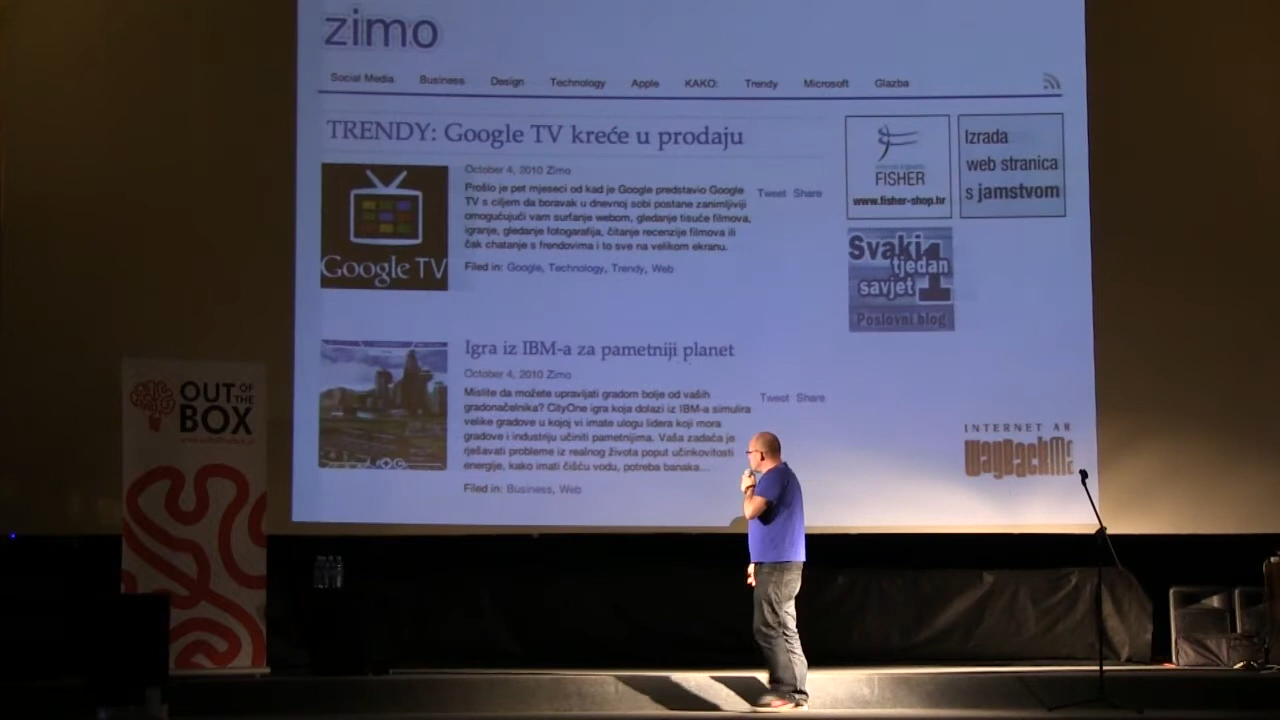 zimo
Social Media Business Design Technology Apple KAKO: Trendy Microsoft Glazba
TRENDY: Google TV kreće u prodaju
October 4, 2010 Zimo
Prošlo je pet mjeseci od kad je Google predstavio Google
TV s ciljem da boravak u dnevnoj sobi postane zanimljiviji
omogućujući vam surfanje webom, gledanje tisuće filmova,
igranje, gledanje fotografija, čitanje recenzije filmova ili
čak chatanje s frendovima i to sve na velikom ekranu.
Filed in: Google, Technology, Trendy, Web
Tweet Share
Google TV
FISHER
www.fisher-shop.hr
Izrada
web stranica
s jamstvom
Svaki
tjedan
savjet 1
Poslovni blog
Igra iz IBM-a za pametniji planet
October 4, 2010 Zimo
Mislite da možete upravljati gradom bolje od vaših
gradonačelnika? CityOne igra koja dolazi iz IBM-a simulira
velike gradove u kojoj vi imate ulogu lidera koji mora
gradove i industriju učiniti pametnijima. Vaša zadaća je
rješavati probleme iz realnog života poput učinkovitosti
energije, kako imati čišću vodu, potreba banaka...
Filed in: Business, Web
Tweet Share
INTERNET AR
WayBackMa
OUT OF THE
BOX